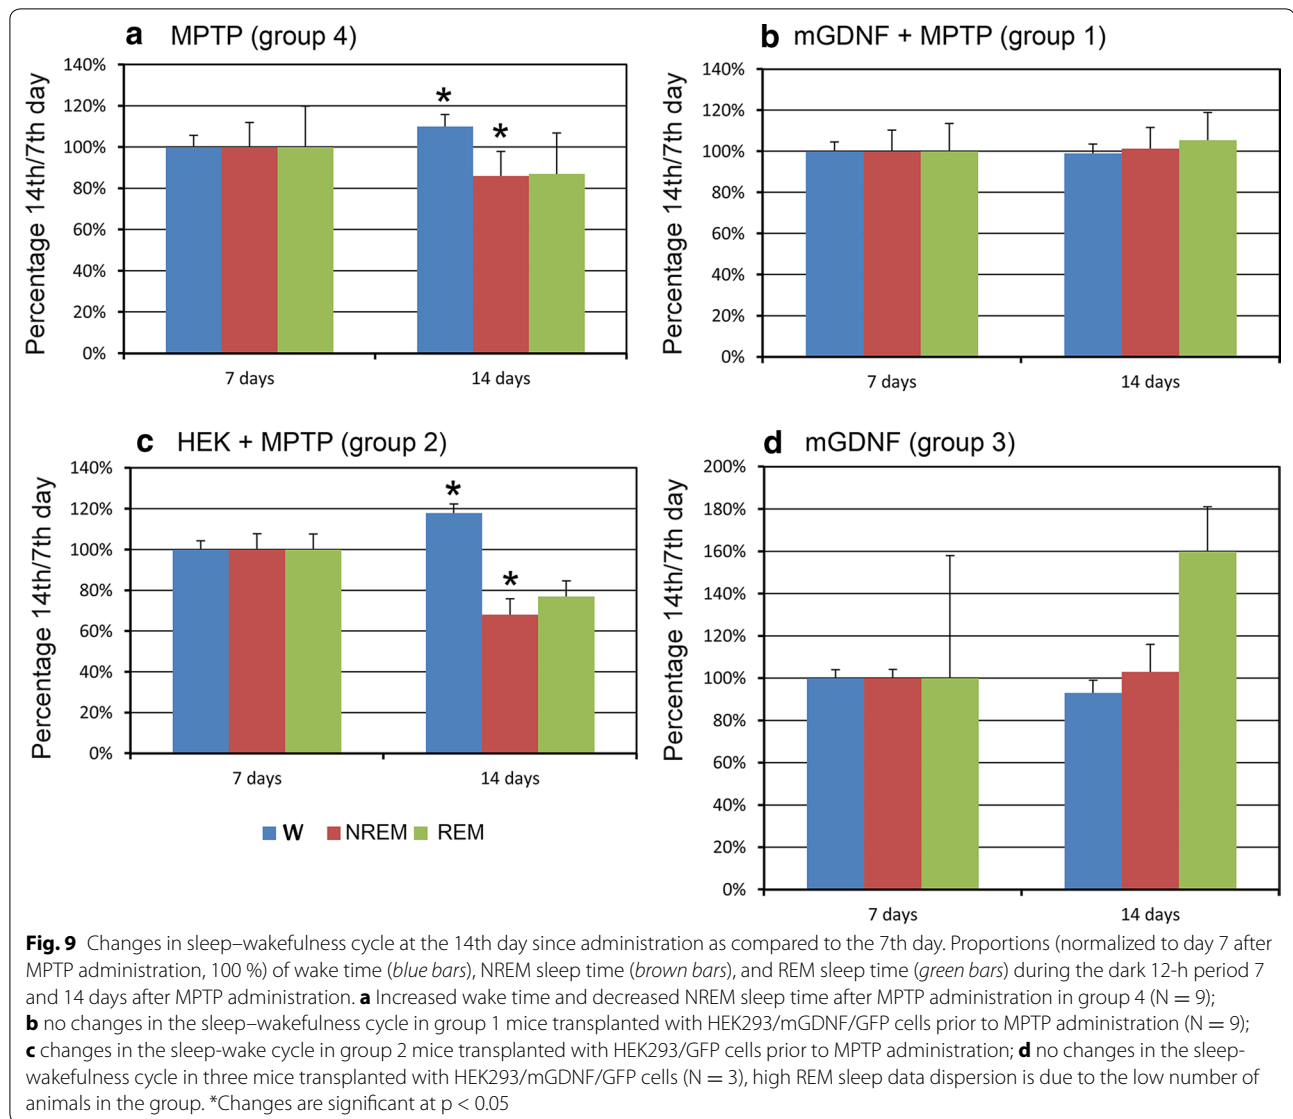 a MPTP (group 4)
Percentage 14th/7th day
140%
120%
100%
80%
60%
40%
20%
0%
*
*
7 days
14 days
b mGDNF + MPTP (group 1)
Percentage 14th/7th day
140%
120%
100%
80%
60%
40%
20%
0%
7 days
14 days
c HEK + MPTP (group 2)
Percentage 14th/7th day
140%
120%
100%
80%
60%
40%
20%
0%
*
*
7 days
14 days
W NREM REM
d mGDNF (group 3)
Percentage 14th/7th day
200%
180%
160%
140%
120%
100%
80%
60%
40%
20%
0%
7 days
14 days
Fig. 9 Changes in sleep–wakefulness cycle at the 14th day since administration as compared to the 7th day. Proportions (normalized to day 7 after
MPTP administration, 100 %) of wake time (blue bars), NREM sleep time (brown bars), and REM sleep time (green bars) during the dark 12-h period 7
and 14 days after MPTP administration. a Increased wake time and decreased NREM sleep time after MPTP administration in group 4 (N = 9);
b no changes in the sleep–wakefulness cycle in group 1 mice transplanted with HEK293/mGDNF/GFP cells prior to MPTP administration (N = 9);
c changes in the sleep-wake cycle in group 2 mice transplanted with HEK293/GFP cells prior to MPTP administration; d no changes in the sleep-
wakefulness cycle in three mice transplanted with HEK293/mGDNF/GFP cells (N = 3), high REM sleep data dispersion is due to the low number of
animals in the group. *Changes are significant at p < 0.05